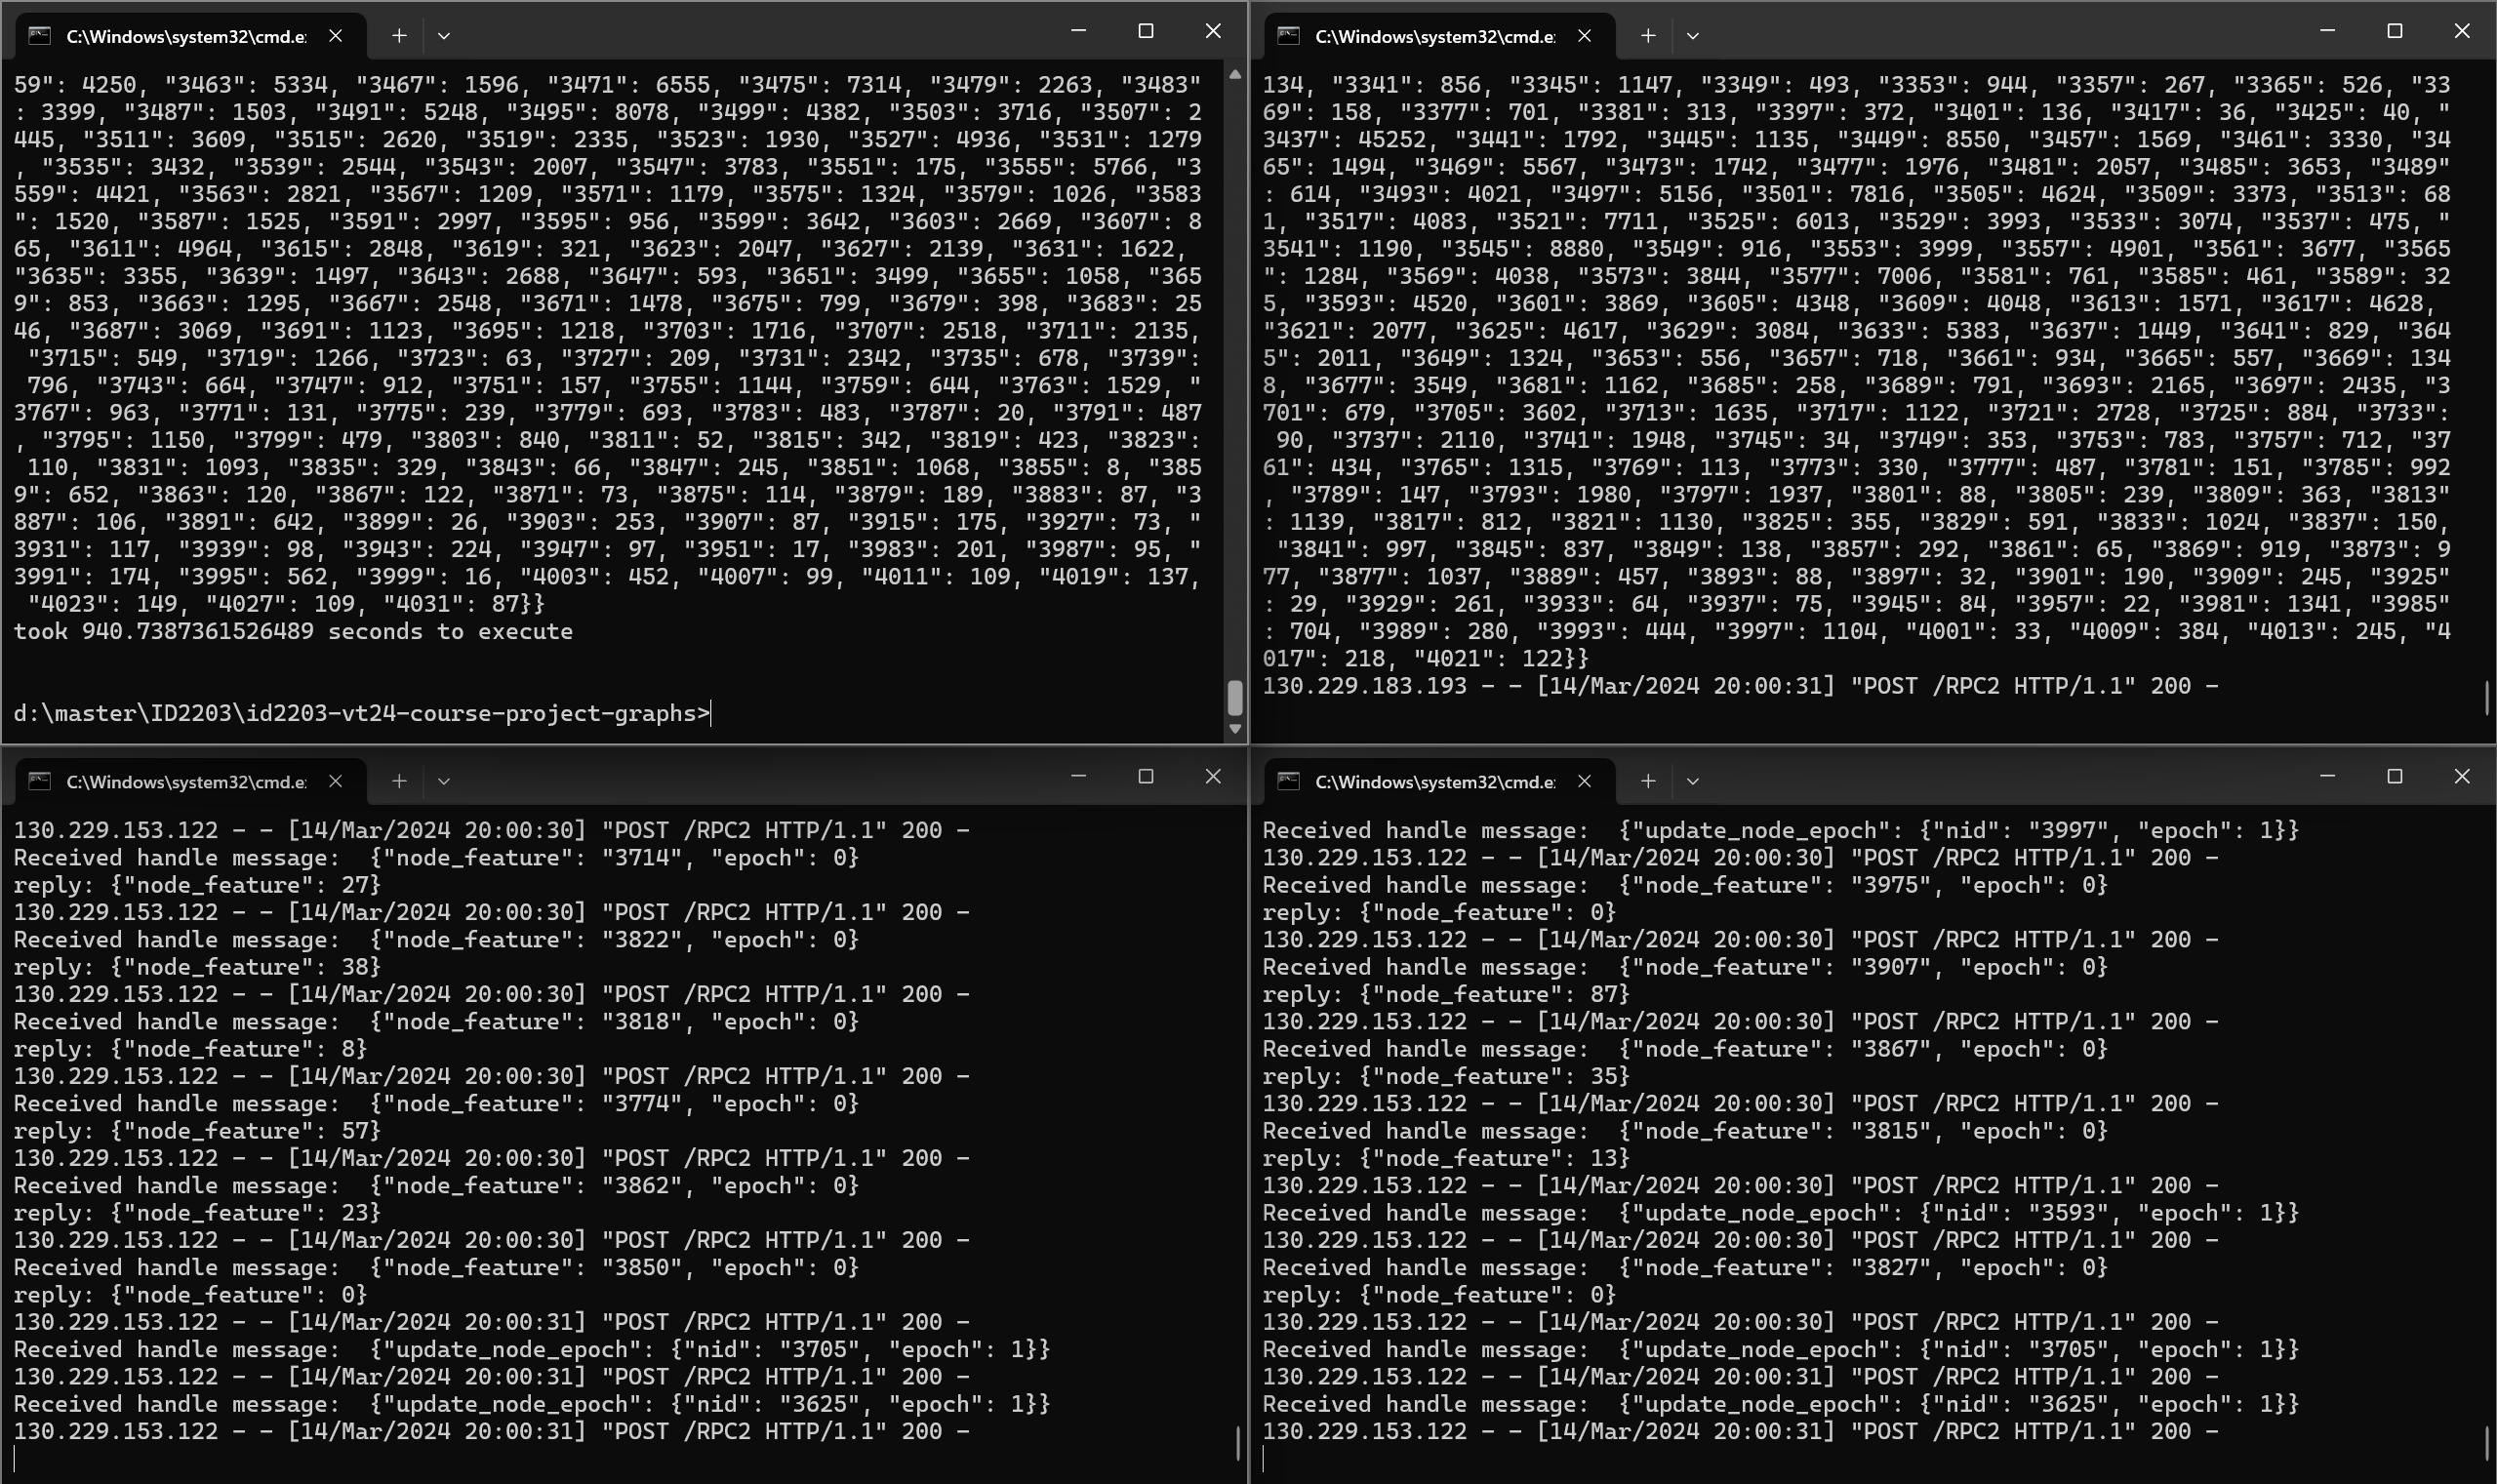 C:\Windows\system32\cmd.e
59": 4250, "3463": 5334, "3467": 1596, "3471": 6555, "3475": 7314, "3479": 2263, "3483"
: 3399, "3487": 1503, "3491": 5248, "3495": 8078, "3499": 4382, "3503": 3716, "3507": 2
445, "3511": 3609, "3515": 2620, "3519": 2335, "3523": 1930, "3527": 4936, "3531": 1279
, "3535": 3432, "3539": 2544, "3543": 2007, "3547": 3783, "3551": 175, "3555": 5766, "3
559": 4421, "3563": 2821, "3567": 1209, "3571": 1179, "3575": 1324, "3579": 1026, "3583
": 1520, "3587": 1525, "3591": 2997, "3595": 956, "3599": 3642, "3603": 2669, "3607": 8
65, "3611": 4964, "3615": 2848, "3619": 321, "3623": 2047, "3627": 2139, "3631": 1622,
"3635": 3355, "3639": 1497, "3643": 2688, "3647": 593, "3651": 3499, "3655": 1058, "365
9": 853, "3663": 1295, "3667": 2548, "3671": 1478, "3675": 799, "3679": 398, "3683": 25
46, "3687": 3069, "3691": 1123, "3695": 1218, "3703": 1716, "3707": 2518, "3711": 2135,
"3715": 549, "3719": 1266, "3723": 63, "3727": 209, "3731": 2342, "3735": 678, "3739":
796, "3743": 664, "3747": 912, "3751": 157, "3755": 1144, "3759": 644, "3763": 1529, "
3767": 963, "3771": 131, "3775": 239, "3779": 693, "3783": 483, "3787": 20, "3791": 487
, "3795": 1150, "3799": 479, "3803": 840, "3811": 52, "3815": 342, "3819": 423, "3823":
110, "3831": 1093, "3835": 329, "3843": 66, "3847": 245, "3851": 1068, "3855": 8, "385
9": 652, "3863": 120, "3867": 122, "3871": 73, "3875": 114, "3879": 189, "3883": 87, "3
887": 106, "3891": 642, "3899": 26, "3903": 253, "3907": 87, "3915": 175, "3927": 73, "
3931": 117, "3939": 98, "3943": 224, "3947": 97, "3951": 17, "3983": 201, "3987": 95, "
3991": 174, "3995": 562, "3999": 16, "4003": 452, "4007": 99, "4011": 109, "4019": 137,
"4023": 149, "4027": 109, "4031": 87}}
took 940.7387361526489 seconds to execute
d:\master\ID2203\id2203-vt24-course-project-graphs>
C:\Windows\system32\cmd.e
134, "3341": 856, "3345": 1147, "3349": 493, "3353": 944, "3357": 267, "3365": 526, "33
69": 158, "3377": 701, "3381": 313, "3397": 372, "3401": 136, "3417": 36, "3425": 40, "
3437": 45252, "3441": 1792, "3445": 1135, "3449": 8550, "3457": 1569, "3461": 3330, "34
65": 1494, "3469": 5567, "3473": 1742, "3477": 1976, "3481": 2057, "3485": 3653, "3489"
: 614, "3493": 4021, "3497": 5156, "3501": 7816, "3505": 4624, "3509": 3373, "3513": 68
1, "3517": 4083, "3521": 7711, "3525": 6013, "3529": 3993, "3533": 3074, "3537": 475, "
3541": 1190, "3545": 8880, "3549": 916, "3553": 3999, "3557": 4901, "3561": 3677, "3565
": 1284, "3569": 4038, "3573": 3844, "3577": 7006, "3581": 761, "3585": 461, "3589": 32
5, "3593": 4520, "3601": 3869, "3605": 4348, "3609": 4048, "3613": 1571, "3617": 4628,
"3621": 2077, "3625": 4617, "3629": 3084, "3633": 5383, "3637": 1449, "3641": 829, "364
5": 2011, "3649": 1324, "3653": 556, "3657": 718, "3661": 934, "3665": 557, "3669": 134
8, "3677": 3549, "3681": 1162, "3685": 258, "3689": 791, "3693": 2165, "3697": 2435, "3
701": 679, "3705": 3602, "3713": 1635, "3717": 1122, "3721": 2728, "3725": 884, "3733":
90, "3737": 2110, "3741": 1948, "3745": 34, "3749": 353, "3753": 783, "3757": 712, "37
61": 434, "3765": 1315, "3769": 113, "3773": 330, "3777": 487, "3781": 151, "3785": 992
, "3789": 147, "3793": 1980, "3797": 1937, "3801": 88, "3805": 239, "3809": 363, "3813"
: 1139, "3817": 812, "3821": 1130, "3825": 355, "3829": 591, "3833": 1024, "3837": 150,
"3841": 997, "3845": 837, "3849": 138, "3857": 292, "3861": 65, "3869": 919, "3873": 9
77, "3877": 1037, "3889": 457, "3893": 88, "3897": 32, "3901": 190, "3909": 245, "3925"
: 29, "3929": 261, "3933": 64, "3937": 75, "3945": 84, "3957": 22, "3981": 1341, "3985"
: 704, "3989": 280, "3993": 444, "3997": 1104, "4001": 33, "4009": 384, "4013": 245, "4
017": 218, "4021": 122}}
130.229.183.193 - - [14/Mar/2024 20:00:31] "POST /RPC2 HTTP/1.1" 200 -
C:\Windows\system32\cmd.e
130.229.153.122 - - [14/Mar/2024 20:00:30] "POST /RPC2 HTTP/1.1" 200 -
Received handle message:  {"node_feature": "3714", "epoch": 0}
reply: {"node_feature": 27}
130.229.153.122 - - [14/Mar/2024 20:00:30] "POST /RPC2 HTTP/1.1" 200 -
Received handle message:  {"node_feature": "3822", "epoch": 0}
reply: {"node_feature": 38}
130.229.153.122 - - [14/Mar/2024 20:00:30] "POST /RPC2 HTTP/1.1" 200 -
Received handle message:  {"node_feature": "3818", "epoch": 0}
reply: {"node_feature": 8}
130.229.153.122 - - [14/Mar/2024 20:00:30] "POST /RPC2 HTTP/1.1" 200 -
Received handle message:  {"node_feature": "3774", "epoch": 0}
reply: {"node_feature": 57}
130.229.153.122 - - [14/Mar/2024 20:00:30] "POST /RPC2 HTTP/1.1" 200 -
Received handle message:  {"node_feature": "3862", "epoch": 0}
reply: {"node_feature": 23}
130.229.153.122 - - [14/Mar/2024 20:00:30] "POST /RPC2 HTTP/1.1" 200 -
Received handle message:  {"node_feature": "3850", "epoch": 0}
reply: {"node_feature": 0}
130.229.153.122 - - [14/Mar/2024 20:00:31] "POST /RPC2 HTTP/1.1" 200 -
Received handle message:  {"update_node_epoch": {"nid": "3705", "epoch": 1}}
130.229.153.122 - - [14/Mar/2024 20:00:31] "POST /RPC2 HTTP/1.1" 200 -
Received handle message:  {"update_node_epoch": {"nid": "3625", "epoch": 1}}
130.229.153.122 - - [14/Mar/2024 20:00:31] "POST /RPC2 HTTP/1.1" 200 -
C:\Windows\system32\cmd.e
Received handle message:  {"update_node_epoch": {"nid": "3997", "epoch": 1}}
130.229.153.122 - - [14/Mar/2024 20:00:30] "POST /RPC2 HTTP/1.1" 200 -
Received handle message:  {"node_feature": "3975", "epoch": 0}
reply: {"node_feature": 0}
130.229.153.122 - - [14/Mar/2024 20:00:30] "POST /RPC2 HTTP/1.1" 200 -
Received handle message:  {"node_feature": "3907", "epoch": 0}
reply: {"node_feature": 87}
130.229.153.122 - - [14/Mar/2024 20:00:30] "POST /RPC2 HTTP/1.1" 200 -
Received handle message:  {"node_feature": "3867", "epoch": 0}
reply: {"node_feature": 35}
130.229.153.122 - - [14/Mar/2024 20:00:30] "POST /RPC2 HTTP/1.1" 200 -
Received handle message:  {"node_feature": "3815", "epoch": 0}
reply: {"node_feature": 13}
130.229.153.122 - - [14/Mar/2024 20:00:30] "POST /RPC2 HTTP/1.1" 200 -
Received handle message:  {"update_node_epoch": {"nid": "3593", "epoch": 1}}
130.229.153.122 - - [14/Mar/2024 20:00:30] "POST /RPC2 HTTP/1.1" 200 -
Received handle message:  {"node_feature": "3827", "epoch": 0}
reply: {"node_feature": 0}
130.229.153.122 - - [14/Mar/2024 20:00:30] "POST /RPC2 HTTP/1.1" 200 -
Received handle message:  {"update_node_epoch": {"nid": "3705", "epoch": 1}}
130.229.153.122 - - [14/Mar/2024 20:00:31] "POST /RPC2 HTTP/1.1" 200 -
Received handle message:  {"update_node_epoch": {"nid": "3625", "epoch": 1}}
130.229.153.122 - - [14/Mar/2024 20:00:31] "POST /RPC2 HTTP/1.1" 200 -